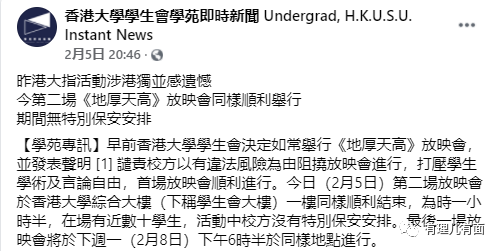 香港大學學生會學苑即時新聞 Undergrad, H.K.U.S.U.
Instant News
2月5日 20:46 ·
昨港大指活動涉港獨並感遺憾
今第二場《地厚天高》放映會同樣順利舉行
期間無特別保安安排
【學苑專訊】早前香港大學學生會決定如常舉行《地厚天高》放映會，
並發表聲明 [1] 譴責校方以有違法風險為由阻撓放映會進行，打壓學生
學術及言論自由，首場放映會順利進行。今日（2月5日）第二場放映會
於香港大學綜合大樓（下稱學生會大樓）一樓同樣順利結束，為時一小
時半，在場有近數十學生，活動中校方沒有特別保安安排。最後一場放
映會將於下週一（2月8日）下午6時半於同樣地點進行。
有理儿有面